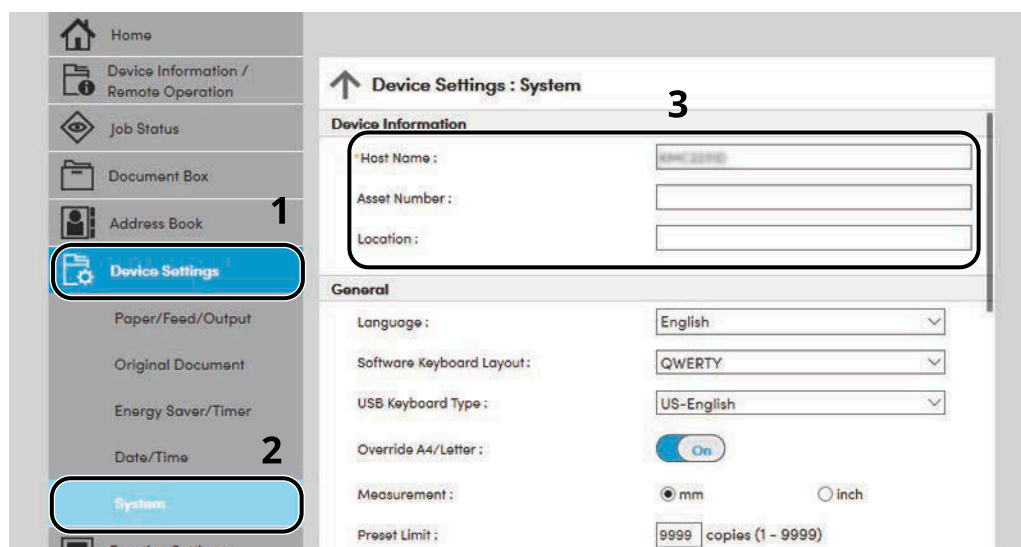 Home
Device Information /
Remote Operation
Job Status
Document Box
Address Book
1
Device Settings
Paper/Feed/Output
Original Document
Energy Saver/Timer
Date/Time
2
System
Device Settings : System
3
Device Information
*Host Name :
Asset Number :
Location :
General
Language : English
Software Keyboard Layout : QWERTY
USB Keyboard Type : US-English
Override A4/Letter : On
Measurement : mm inch
Preset Limit : 9999 copies (1 - 9999)